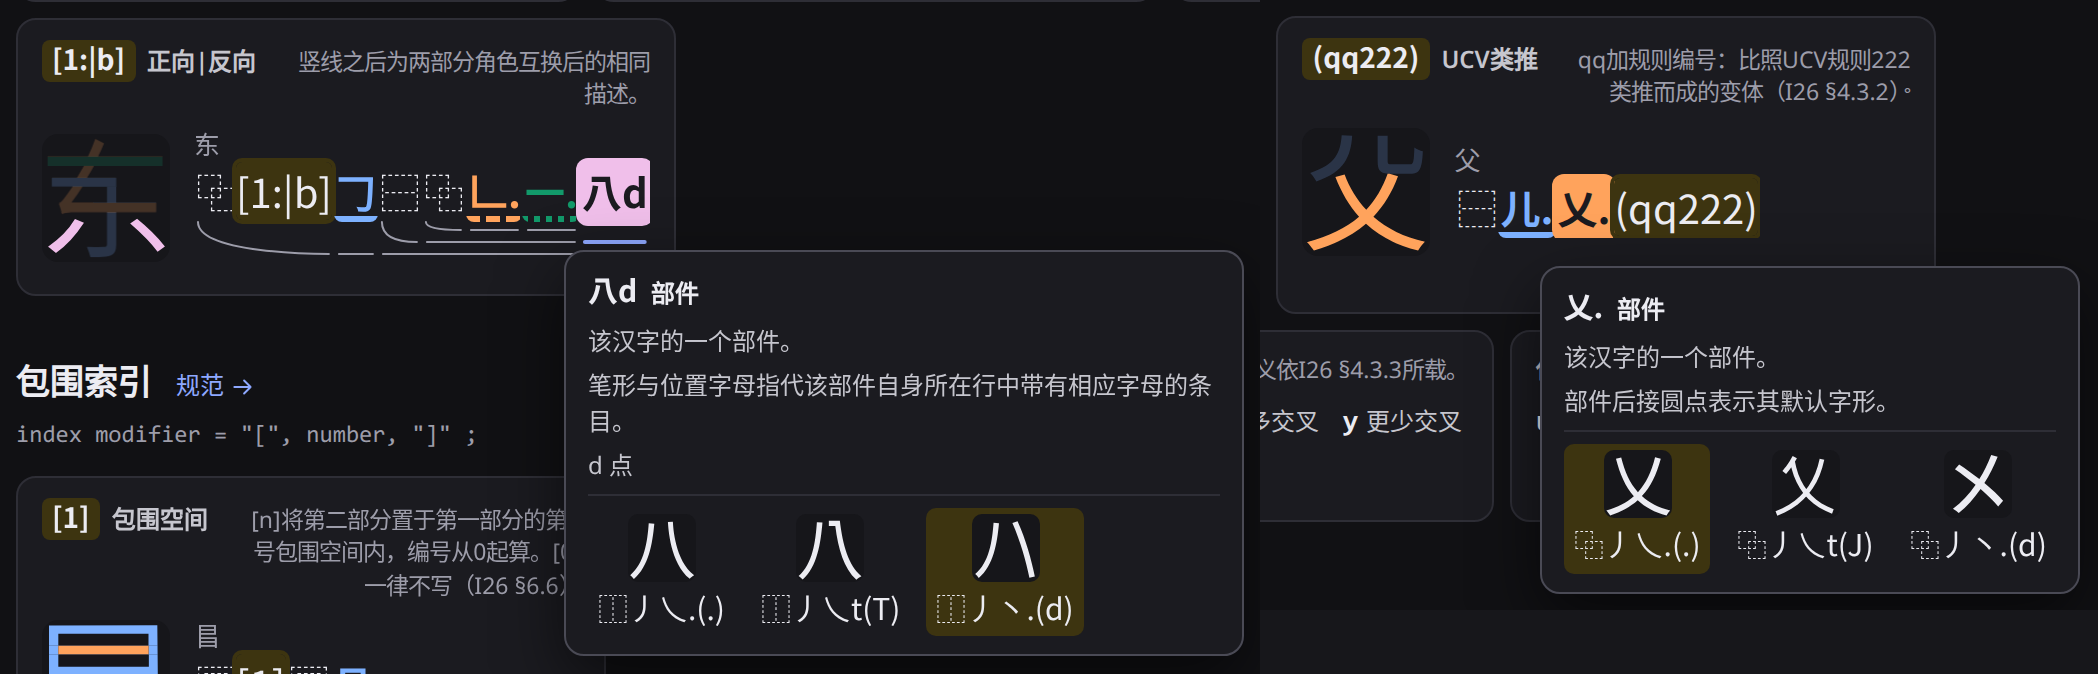 [1:|b] 正向|反向 竖线之后为两部分角色互换后的相同
描述。
东
⿻[1:|b]㇆⿱⿻𠃊.一.八d
八d 部件
该汉字的一个部件。
笔形与位置字母指代该部件自身所在行中带有相应字母的条
目。
d 点
⿰丿㇏.(.) ⿰丿㇏t(T) ⿰丿丶.(d)
包围索引 规范 →
index modifier = "[", number, "]" ;
[1] 包围空间 [n]将第二部分置于第一部分的第
号包围空间内，编号从0起算。[0
一律不写（I26 §6.6）
昌
(qq222) UCV类推 qq加规则编号：比照UCV规则222
类推而成的变体（I26 §4.3.2）。
父
⿱儿.乂.(qq222)
乂. 部件
该汉字的一个部件。
部件后接圆点表示其默认字形。
⿻丿㇏.(.) ⿻丿㇏t(J) ⿻丿丶.(d)
义依I26 §4.3.3所载。
多交叉 y 更少交叉